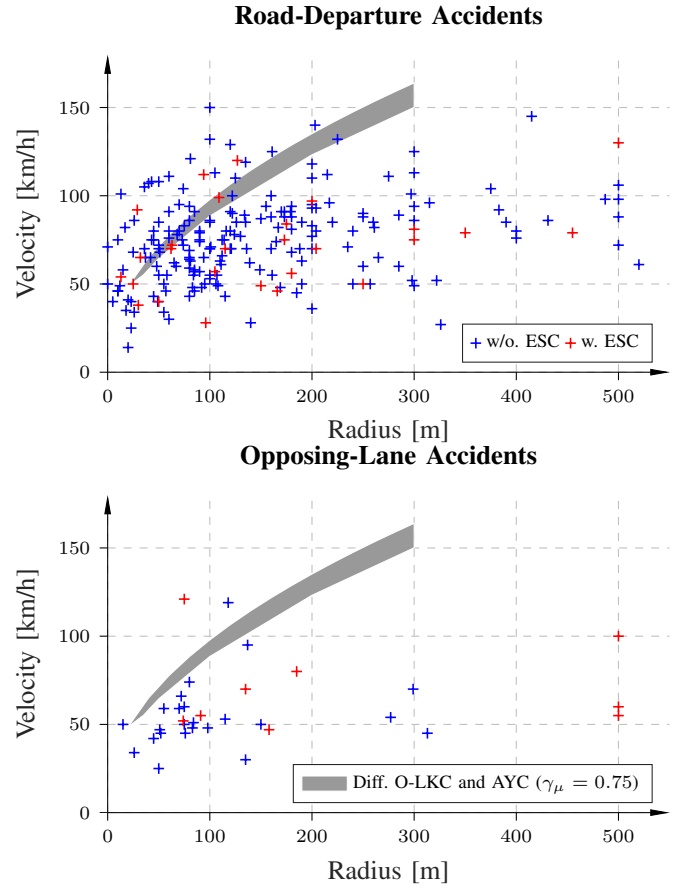 Road-Departure Accidents
Velocity [km/h]
150
100
50
0
w/o. ESC w. ESC
0 100 200 300 400 500
Radius [m]
Opposing-Lane Accidents
Velocity [km/h]
150
100
50
0
Diff. O-LKC and AYC (γμ = 0.75)
0 100 200 300 400 500
Radius [m]